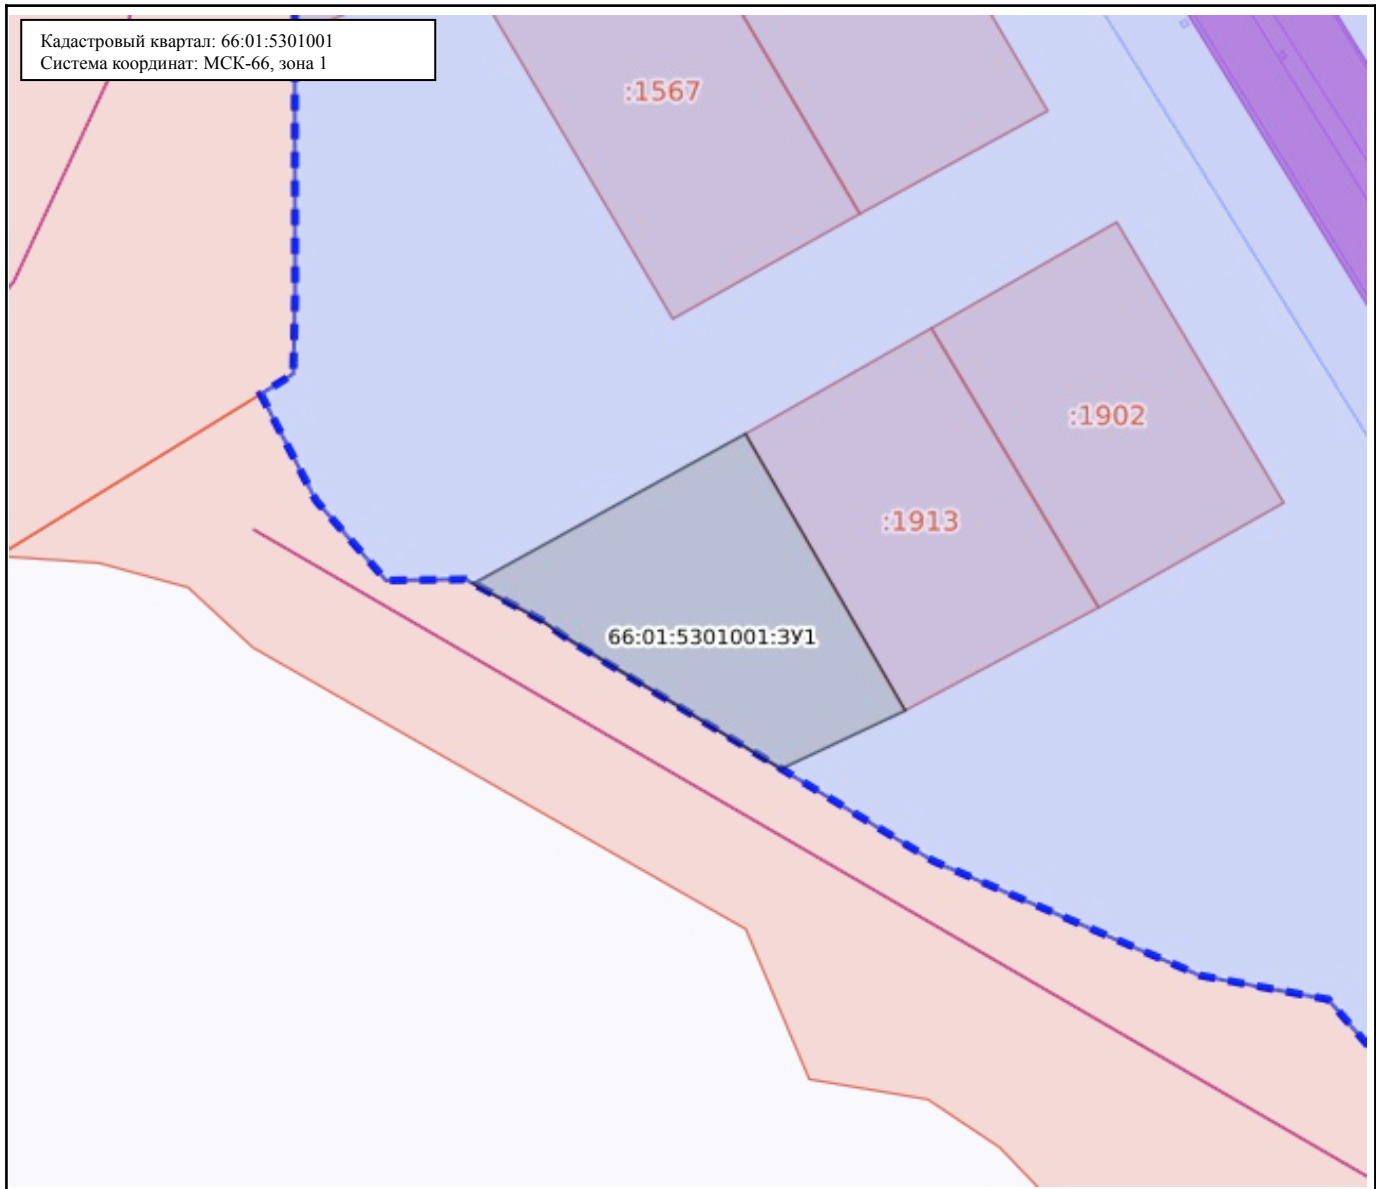 Кадастровый квартал: 66:01:5301001
Система координат: МСК-66, зона 1
:1567
:1902
:1913
66:01:5301001:ЗУ1